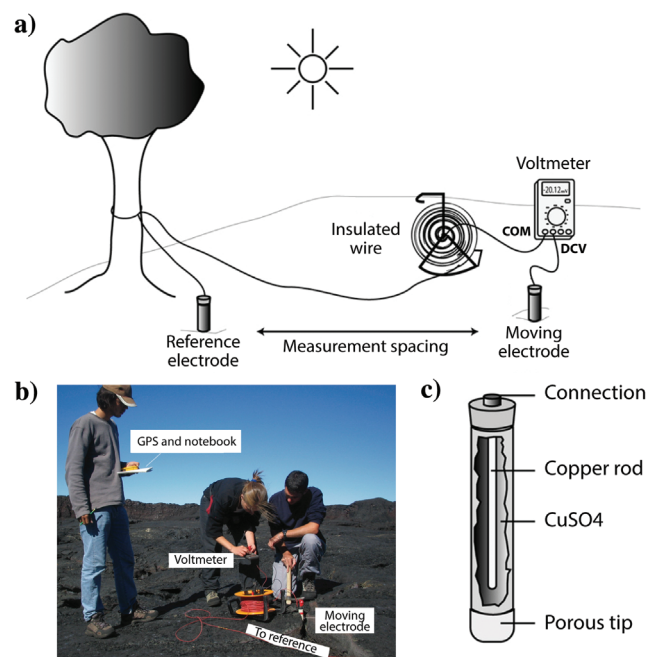 a)
Voltmeter
-20.12mV
Insulated
wire
COM
DCV
Reference
electrode
Measurement spacing
Moving
electrode
b)
GPS and notebook
Voltmeter
Moving
electrode
To reference
c)
Connection
Copper rod
CuSO4
Porous tip